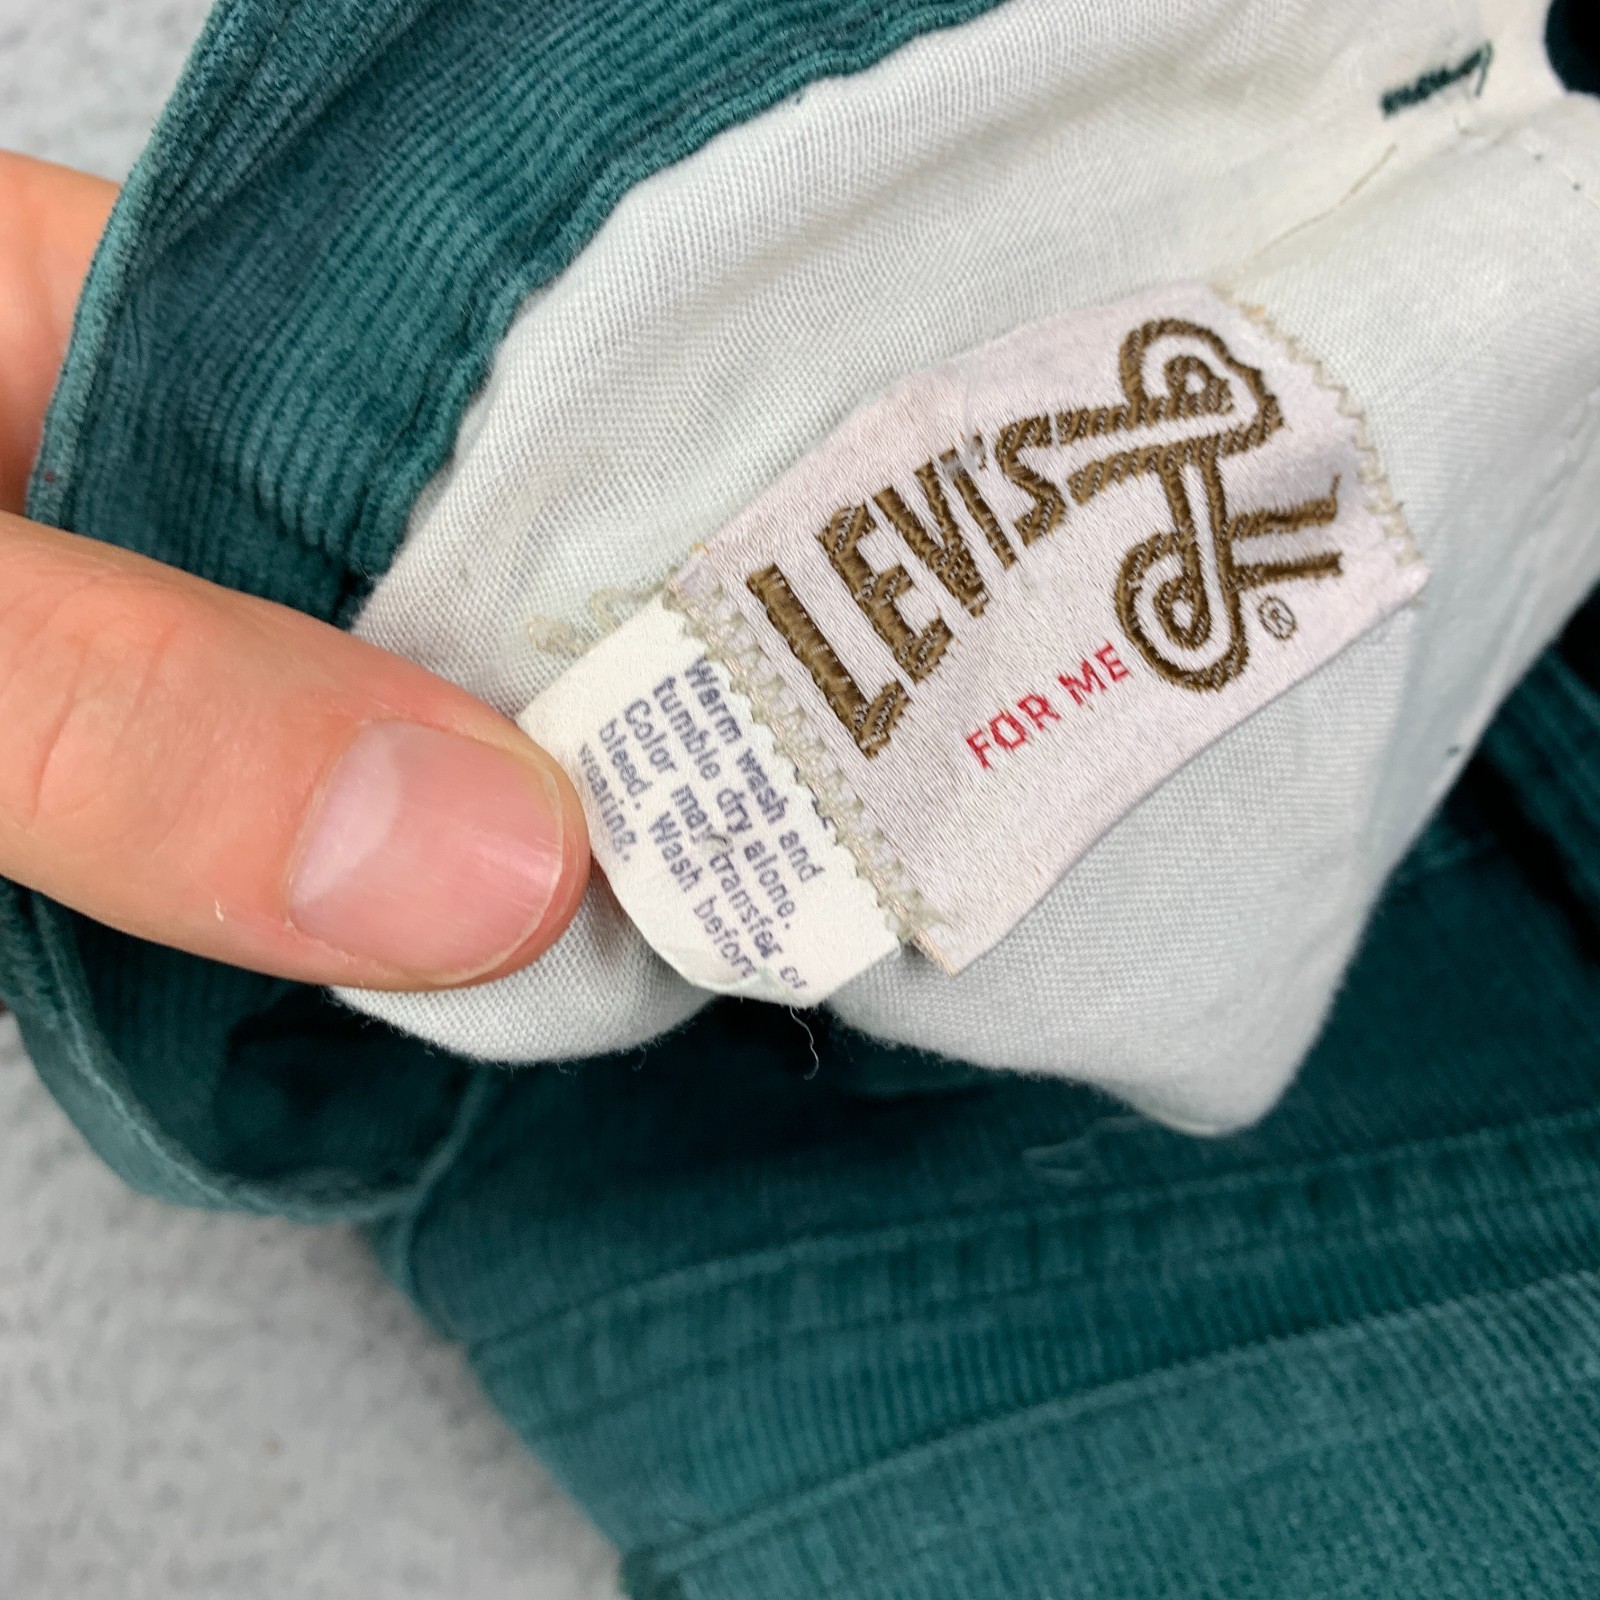 LEVI'S
®
FOR ME
Warm wash and
tumble dry alone.
Color may transfer or
bleed. Wash before
wearing.